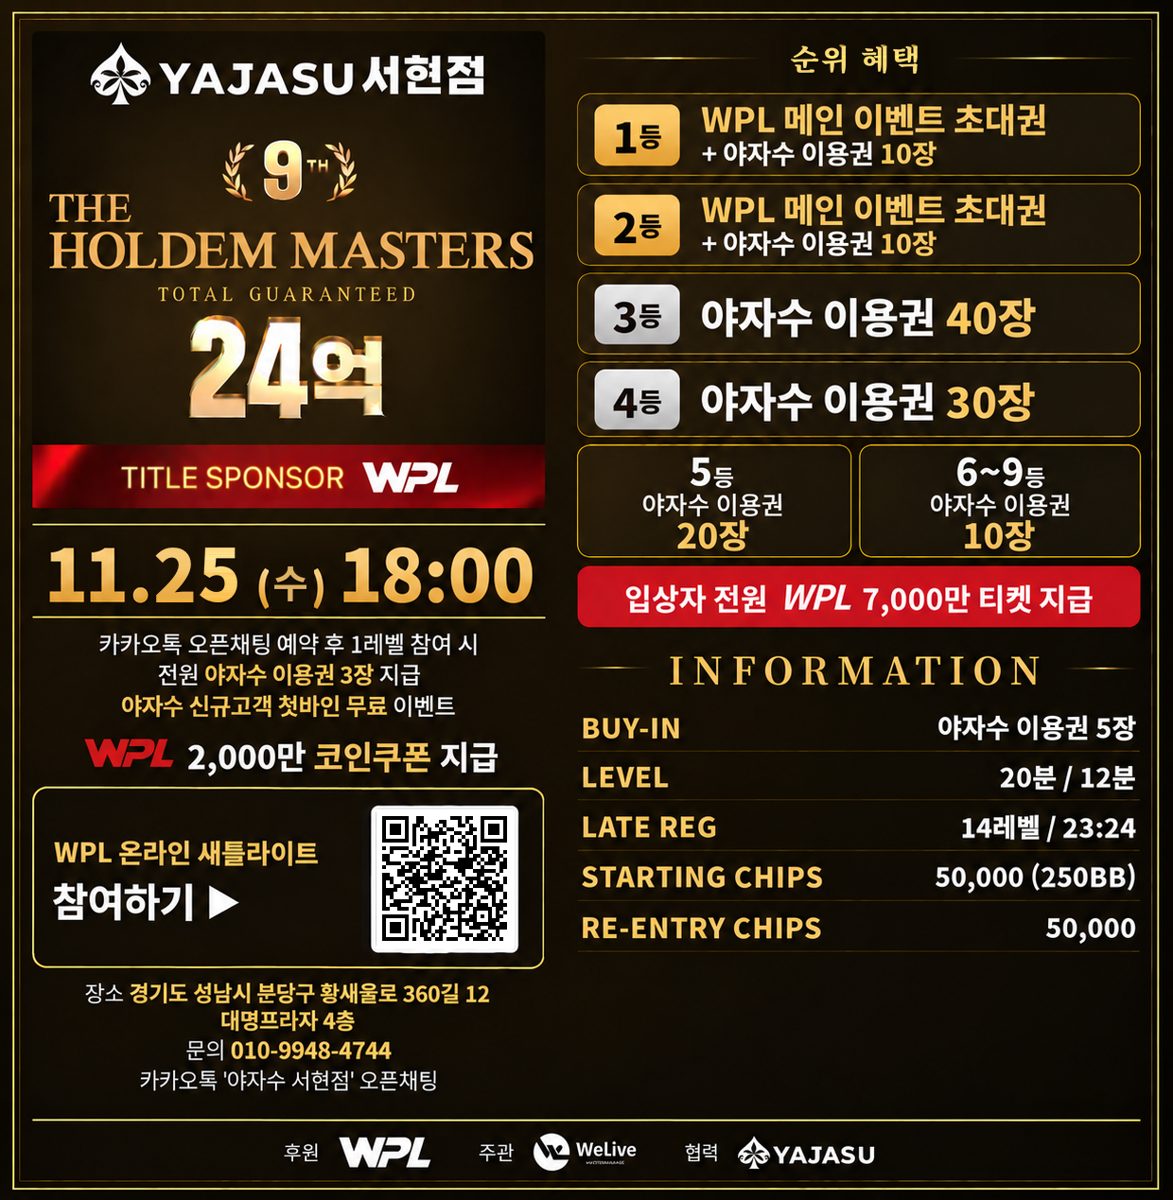 YAJASU 서현점
9TH
THE
HOLDEM MASTERS
TOTAL GUARANTEED
24억
TITLE SPONSOR WPL
11.25 (수) 18:00
카카오톡 오픈채팅 예약 후 1레벨 참여 시
전원 야자수 이용권 3장 지급
야자수 신규고객 첫바인 무료 이벤트
WPL 2,000만 코인쿠폰 지급
WPL 온라인 새틀라이트
참여하기 ▶
장소 경기도 성남시 분당구 황새울로 360길 12
대명프라자 4층
문의 010-9948-4744
카카오톡 '야자수 서현점' 오픈채팅
순위 혜택
1등 WPL 메인 이벤트 초대권
+ 야자수 이용권 10장
2등 WPL 메인 이벤트 초대권
+ 야자수 이용권 10장
3등 야자수 이용권 40장
4등 야자수 이용권 30장
5등
야자수 이용권
20장
6~9등
야자수 이용권
10장
입상자 전원 WPL 7,000만 티켓 지급
INFORMATION
BUY-IN 야자수 이용권 5장
LEVEL 20분 / 12분
LATE REG 14레벨 / 23:24
STARTING CHIPS 50,000 (250BB)
RE-ENTRY CHIPS 50,000
후원 WPL 주관 WeLive 협력 YAJASU